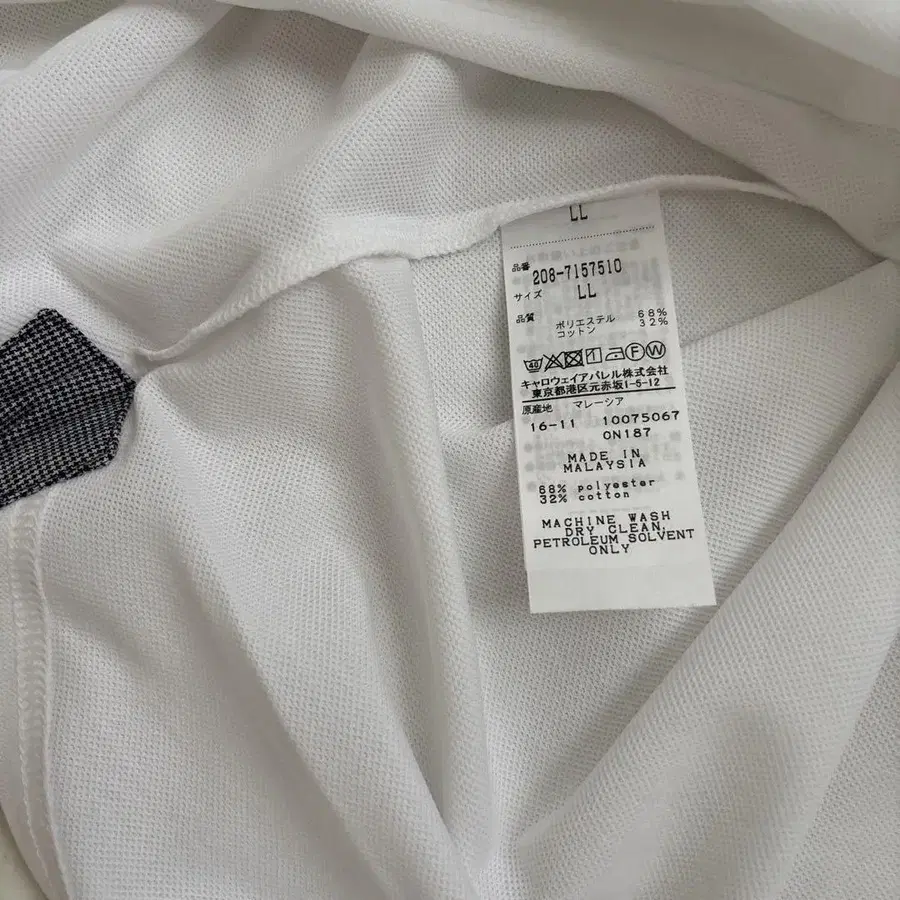 LL
品番 208-7157510
サイズ LL
品質 ポリエステル 68%
コットン 32%
40 1 F W
キャロウェイアパレル株式会社
東京都港区元赤坂1-5-12
原産地 マレーシア
16-11 10075067
0N187
MADE IN
MALAYSIA
68% polyester
32% cotton
MACHINE WASH
DRY CLEAN,
PETROLEUM SOLVENT
ONLY